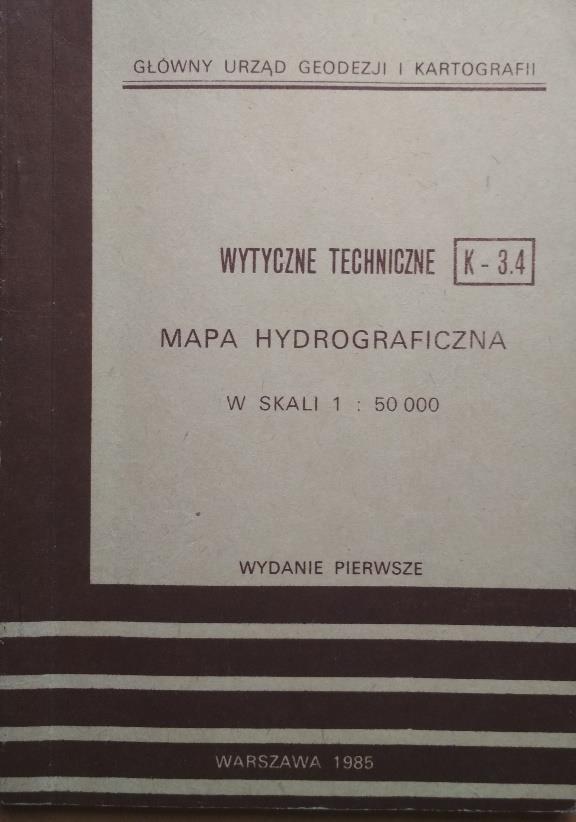 GŁÓWNY URZĄD GEODEZJI I KARTOGRAFII
WYTYCZNE TECHNICZNE K - 3.4
MAPA HYDROGRAFICZNA
W SKALI 1 : 50 000
WYDANIE PIERWSZE
WARSZAWA 1985